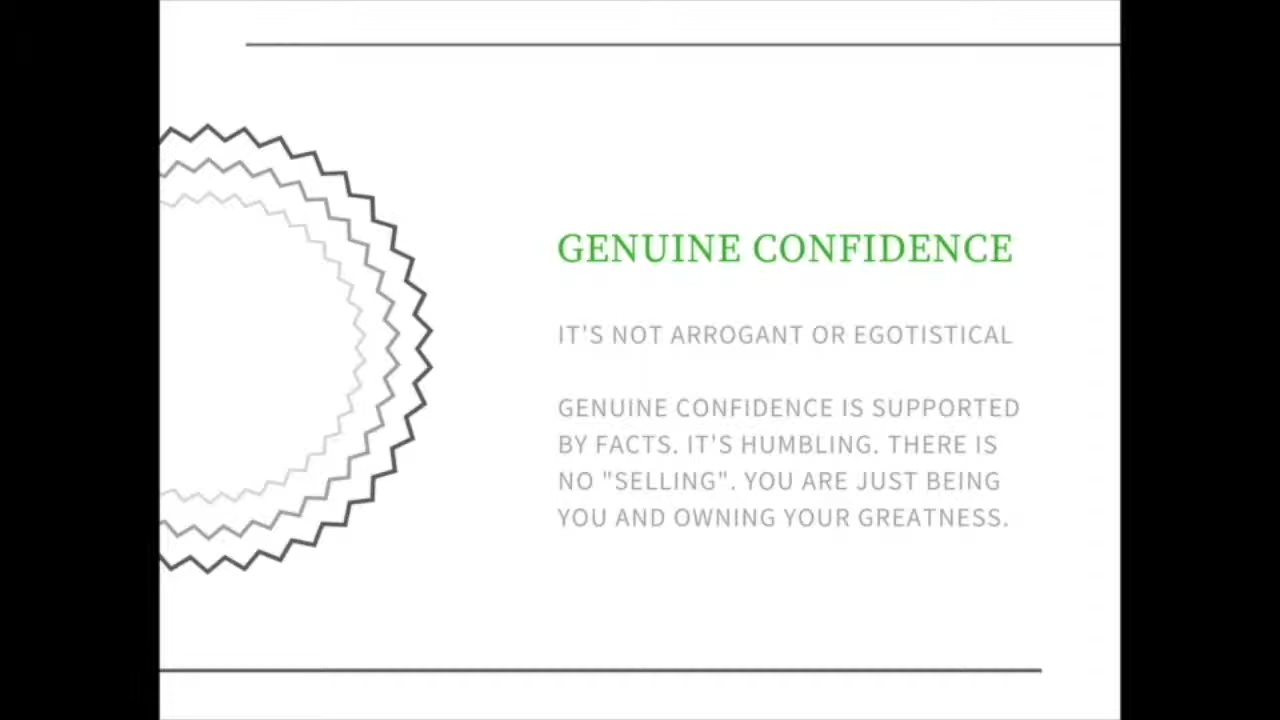 GENUINE CONFIDENCE
IT'S NOT ARROGANT OR EGOTISTICAL
GENUINE CONFIDENCE IS SUPPORTED
BY FACTS. IT'S HUMBLING. THERE IS
NO "SELLING". YOU ARE JUST BEING
YOU AND OWNING YOUR GREATNESS.